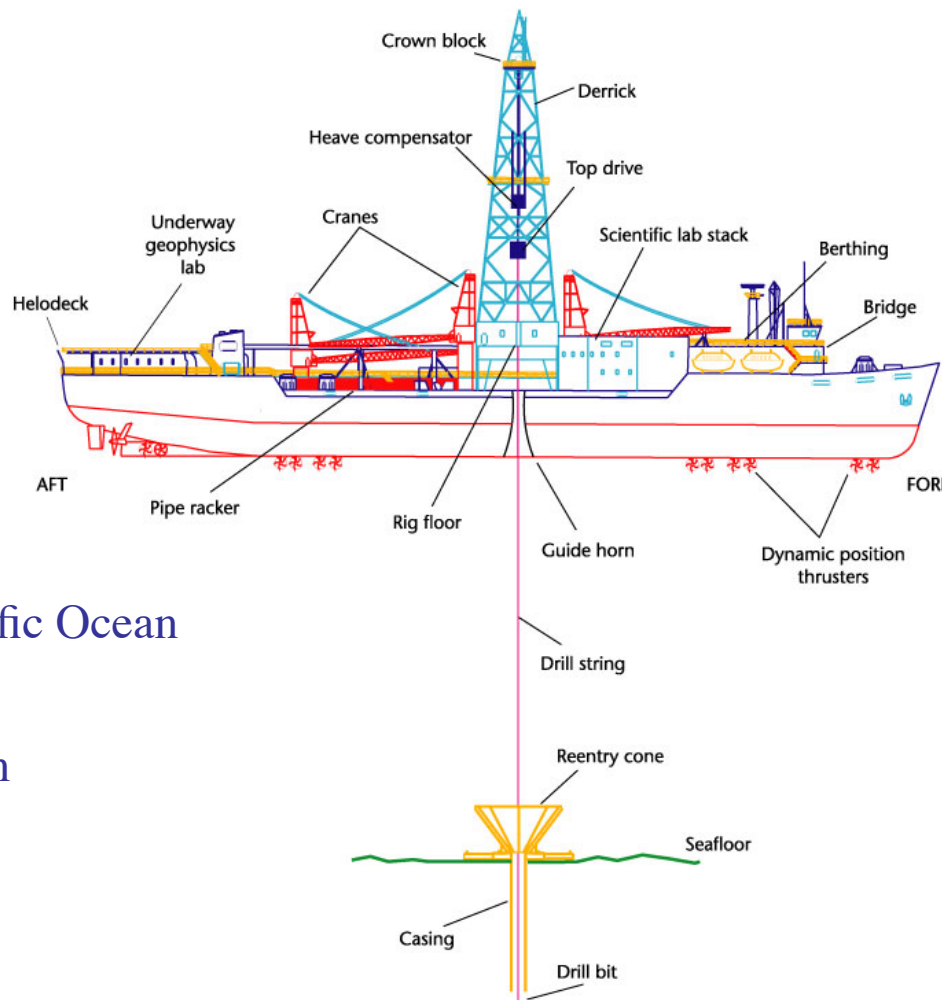 Crown block
Derrick
Heave compensator
Top drive
Cranes
Underway
geophysics
lab
Scientific lab stack
Berthing
Helodeck
Bridge
AFT
Pipe racker
Rig floor
Guide horn
Dynamic position
thrusters
Drill string
Ocean
Reentry cone
Seafloor
Casing
Drill bit